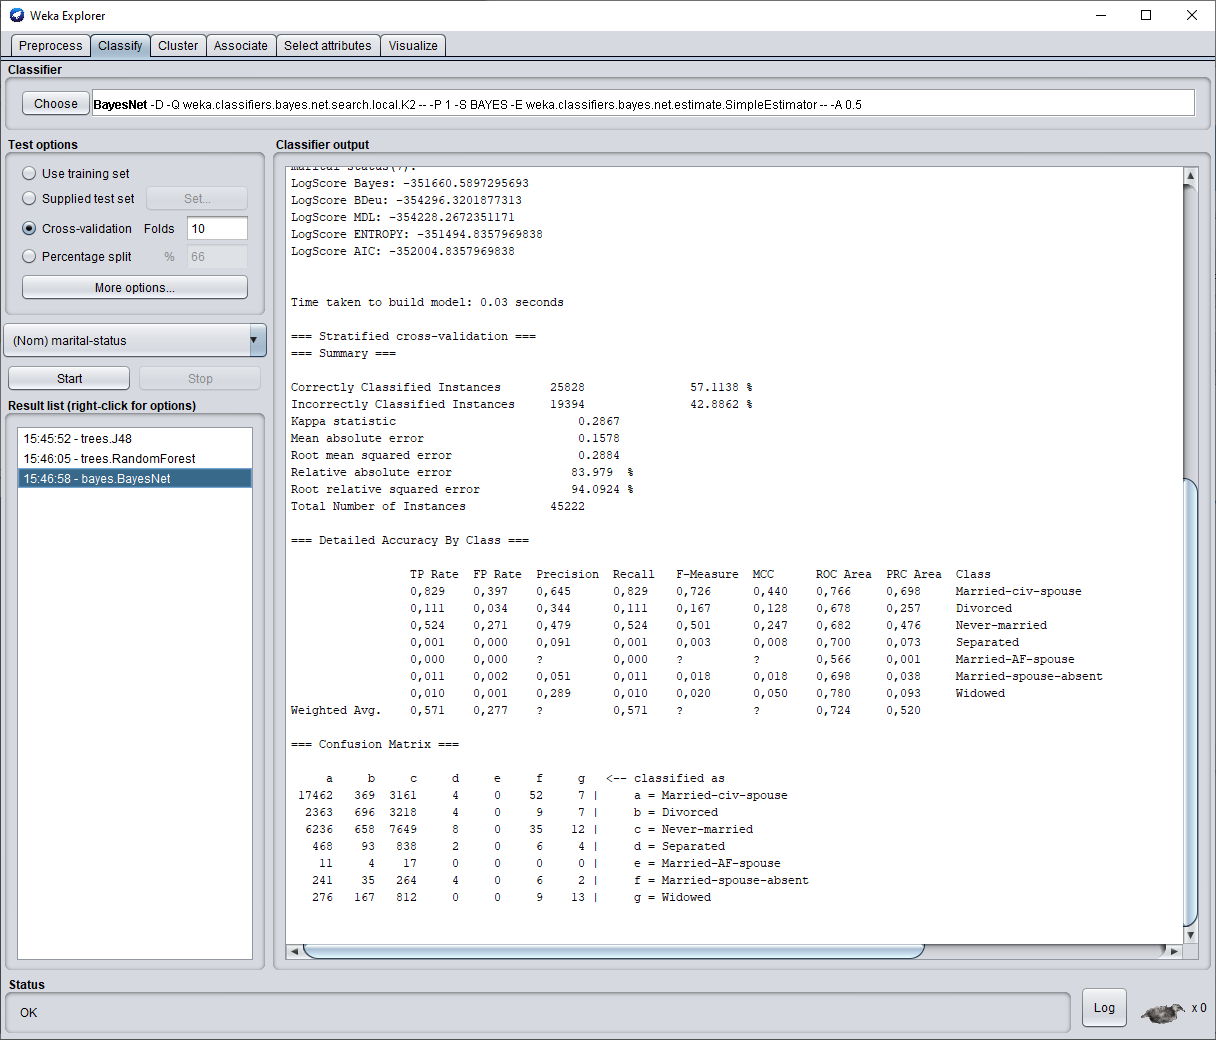 Weka Explorer
Preprocess Classify Cluster Associate Select attributes Visualize
Classifier
Choose BayesNet -D -Q weka.classifiers.bayes.net.search.local.K2 -- -P 1 -S BAYES -E weka.classifiers.bayes.net.estimate.SimpleEstimator -- -A 0.5
Test options
Use training set
Supplied test set Set...
Cross-validation Folds 10
Percentage split % 66
More options...
(Nom) marital-status
Start Stop
Result list (right-click for options)
15:45:52 - trees.J48
15:46:05 - trees.RandomForest
15:46:58 - bayes.BayesNet
Classifier output
marital-status(7):
LogScore Bayes: -351660.5897295693
LogScore BDeu: -354296.3201877313
LogScore MDL: -354228.2672351171
LogScore ENTROPY: -351494.8357969838
LogScore AIC: -352004.8357969838
Time taken to build model: 0.03 seconds
=== Stratified cross-validation ===
=== Summary ===
Correctly Classified Instances 25828 57.1138 %
Incorrectly Classified Instances 19394 42.8862 %
Kappa statistic 0.2867
Mean absolute error 0.1578
Root mean squared error 0.2884
Relative absolute error 83.979 %
Root relative squared error 94.0924 %
Total Number of Instances 45222
=== Detailed Accuracy By Class ===
TP Rate FP Rate Precision Recall F-Measure MCC ROC Area PRC Area Class
0,829 0,397 0,645 0,829 0,726 0,440 0,766 0,698 Married-civ-spouse
0,111 0,034 0,344 0,111 0,167 0,128 0,678 0,257 Divorced
0,524 0,271 0,479 0,524 0,501 0,247 0,682 0,476 Never-married
0,001 0,000 0,091 0,001 0,003 0,008 0,700 0,073 Separated
0,000 0,000 ? 0,000 ? ? 0,566 0,001 Married-AF-spouse
0,011 0,002 0,051 0,011 0,018 0,018 0,698 0,038 Married-spouse-absent
0,010 0,001 0,289 0,010 0,020 0,050 0,780 0,093 Widowed
Weighted Avg. 0,571 0,277 ? 0,571 ? ? 0,724 0,520
=== Confusion Matrix ===
a b c d e f g <-- classified as
17462 369 3161 4 0 52 7 | a = Married-civ-spouse
2363 696 3218 4 0 9 7 | b = Divorced
6236 658 7649 8 0 35 12 | c = Never-married
468 93 838 2 0 6 4 | d = Separated
11 4 17 0 0 0 0 | e = Married-AF-spouse
241 35 264 4 0 6 2 | f = Married-spouse-absent
276 167 812 0 0 9 13 | g = Widowed
Status
OK
Log x 0